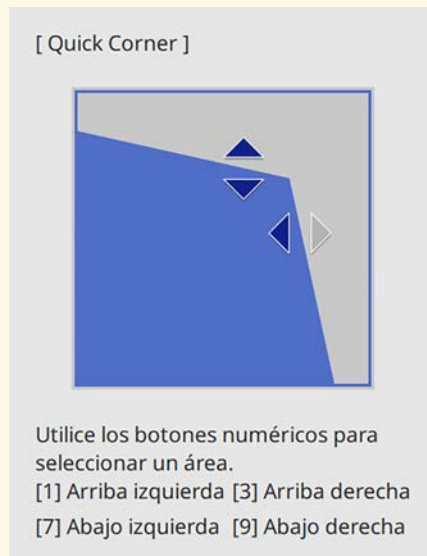 [ Quick Corner ]
Utilice los botones numéricos para
seleccionar un área.
[1] Arriba izquierda [3] Arriba derecha
[7] Abajo izquierda [9] Abajo derecha